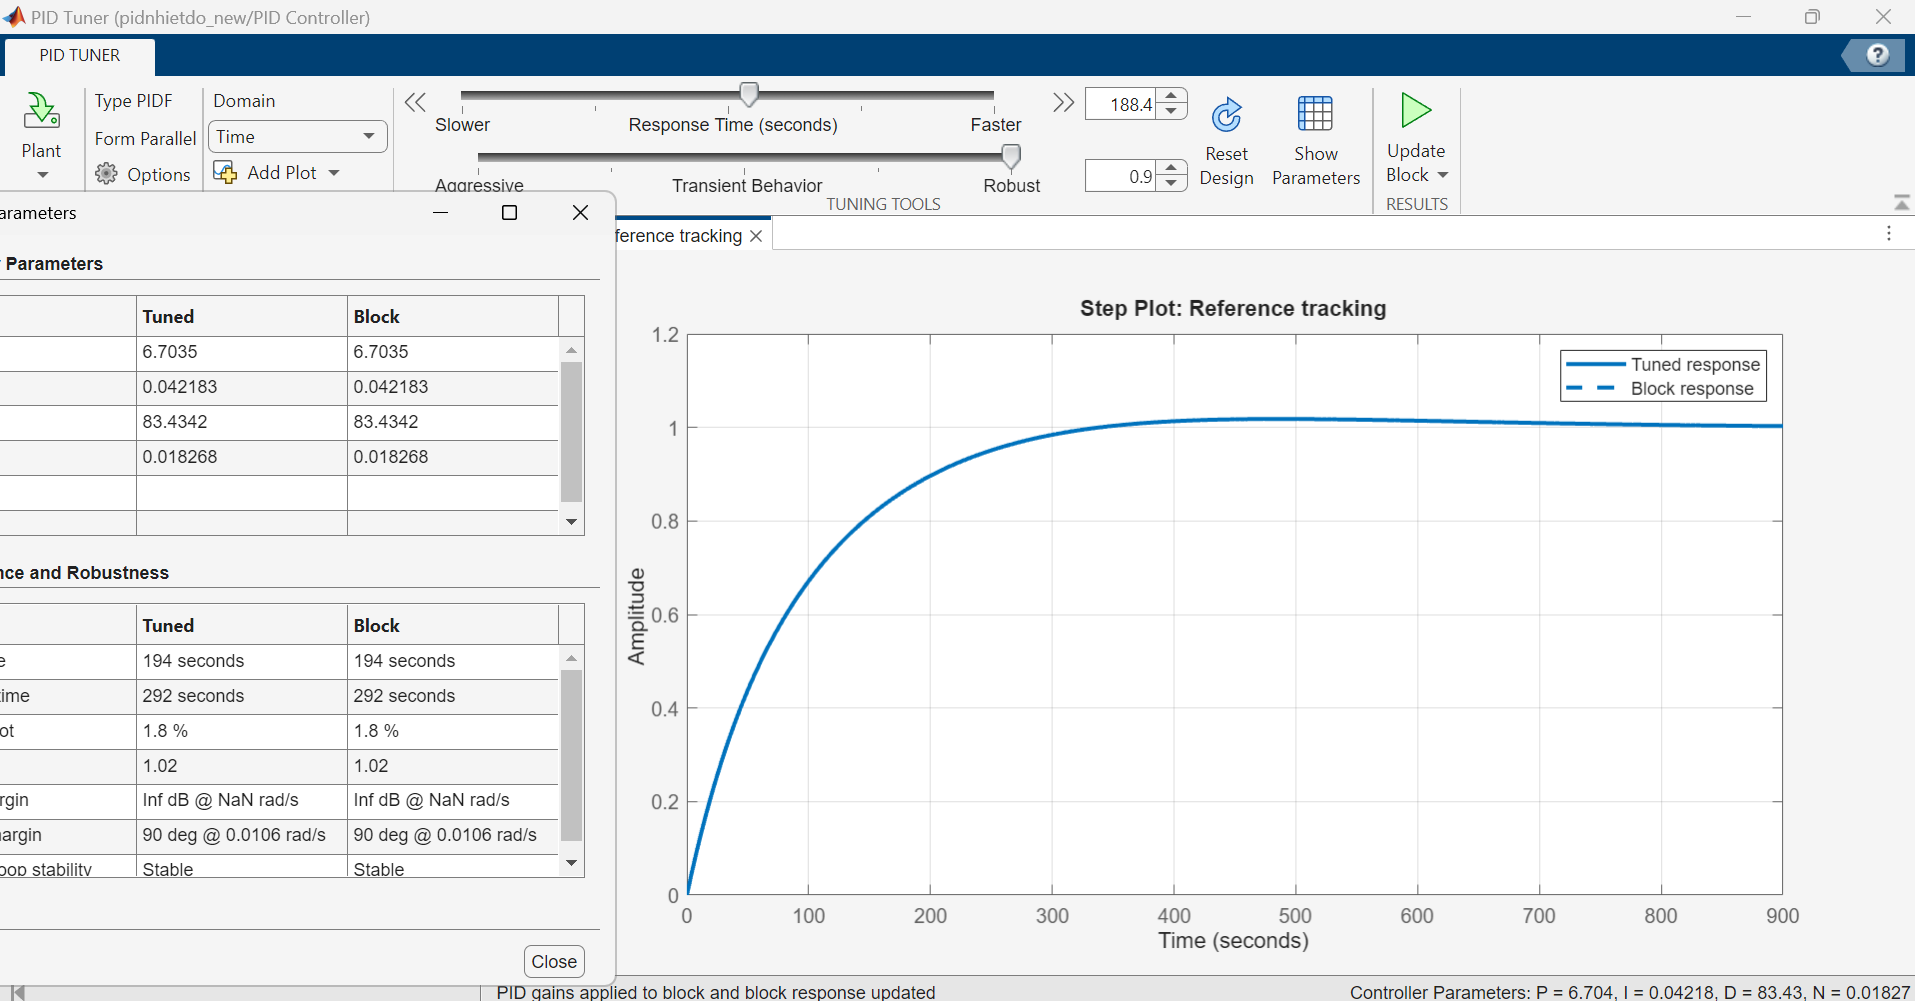 PID Tuner (pidnhietdo_new/PID Controller)
PID TUNER
?
Plant
Type PIDF
Form Parallel
Options
Domain
Time
Add Plot
Slower
Response Time (seconds)
Faster
188.4
Aggressive
Transient Behavior
Robust
0.9
Reset
Design
Show
Parameters
Update
Block
TUNING TOOLS
RESULTS
arameters
Parameters
Tuned Block
6.7035 6.7035
0.042183 0.042183
83.4342 83.4342
0.018268 0.018268
nce and Robustness
Tuned Block
e 194 seconds 194 seconds
ime 292 seconds 292 seconds
ot 1.8 % 1.8 %
1.02 1.02
rgin Inf dB @ NaN rad/s Inf dB @ NaN rad/s
argin 90 deg @ 0.0106 rad/s 90 deg @ 0.0106 rad/s
oop stability Stable Stable
Close
ference tracking
Step Plot: Reference tracking
Tuned response
Block response
1.2
1
0.8
0.6
0.4
0.2
0
Amplitude
0 100 200 300 400 500 600 700 800 900
Time (seconds)
PID gains applied to block and block response updated
Controller Parameters: P = 6.704, I = 0.04218, D = 83.43, N = 0.01827